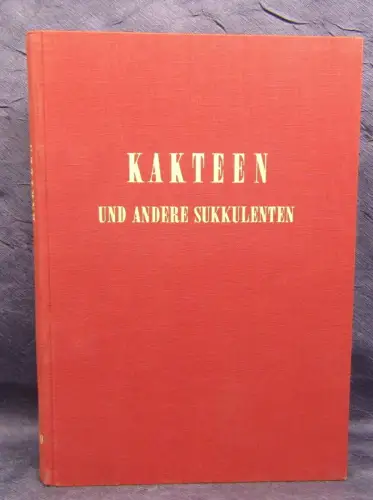 KAKTEEN
UND ANDERE SUKKULENTEN